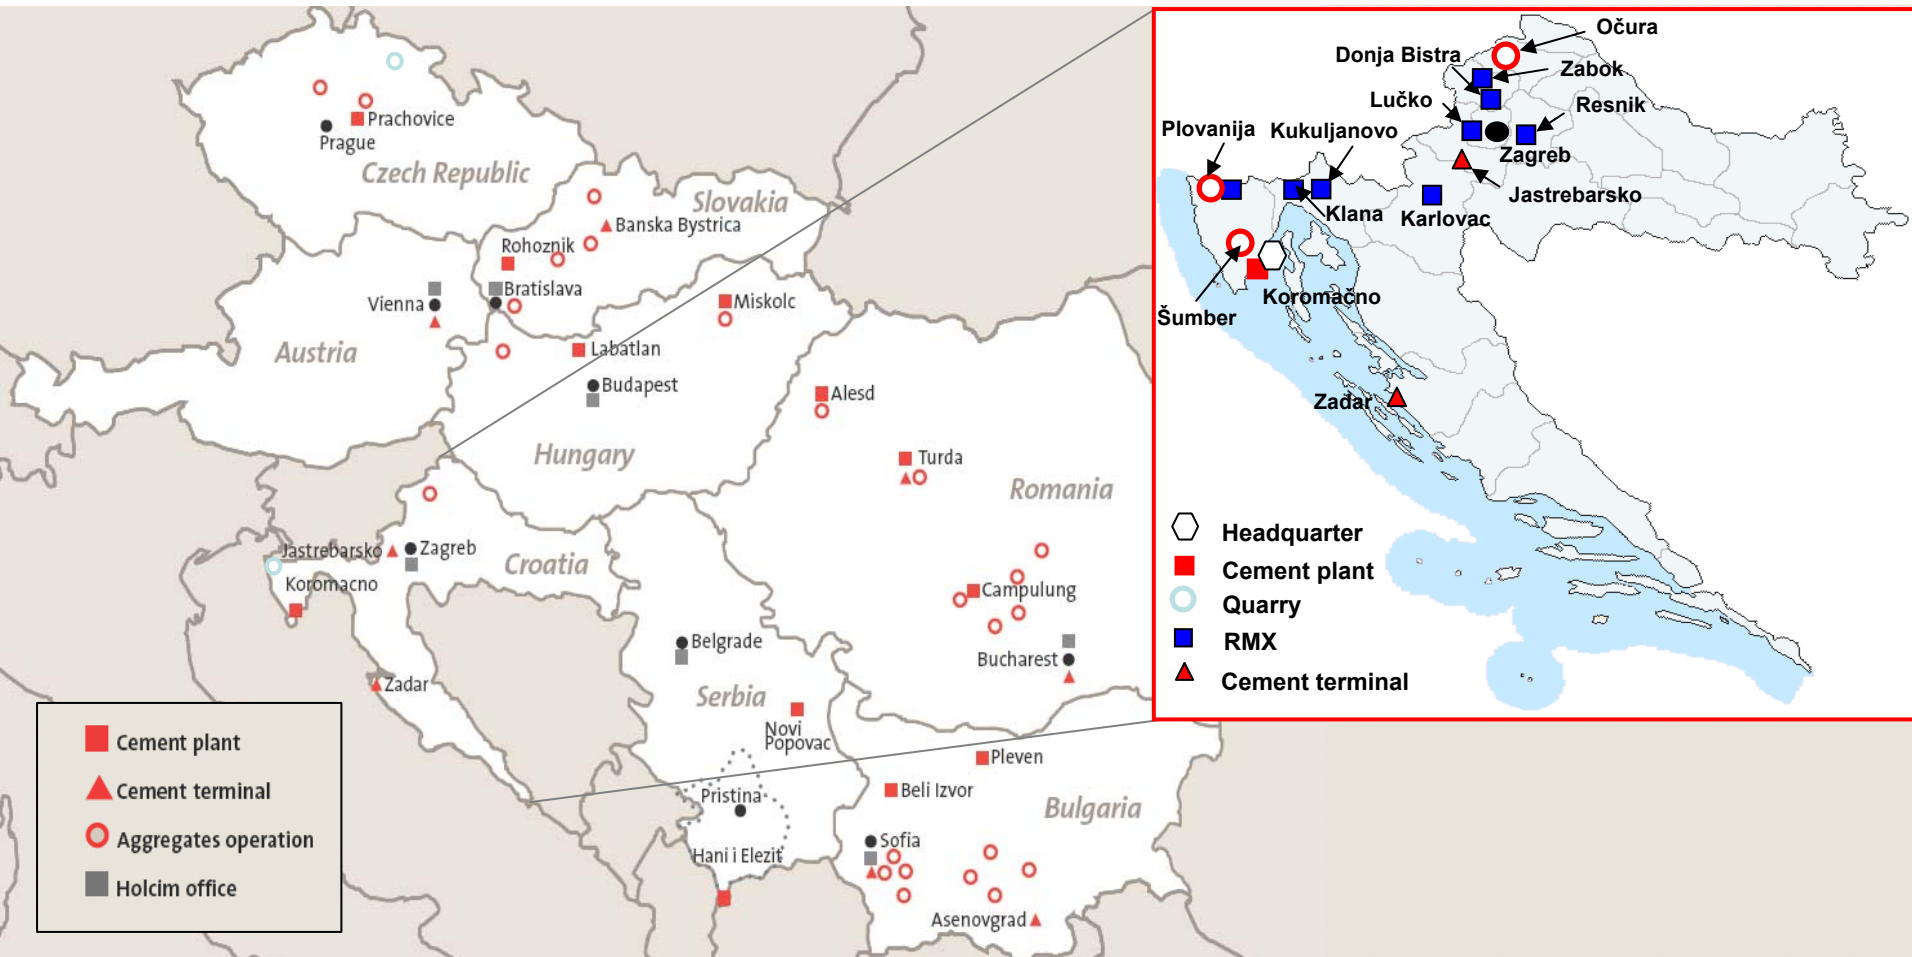 Prachovice
Prague
Czech Republic
Slovakia
Banska Bystrica
Rohoznik
Bratislava
Vienna
Miskolc
Austria
Labatlan
Budapest
Alesd
Hungary
Turda
Romania
Jastrebarsko
Zagreb
Croatia
Koromacno
Campulung
Belgrade
Bucharest
Zadar
Serbia
Novi
Popovac
Pleven
Pristina
Beli Izvor
Bulgaria
Sofia
Hani i Elezit
Asenovgrad
Cement plant
Cement terminal
Aggregates operation
Holcim office
Očura
Donja Bistra
Zabok
Lučko
Resnik
Plovanija
Kukuljanovo
Zagreb
Jastrebarsko
Klana
Karlovac
Koromačno
Šumber
Zadar
Headquarter
Cement plant
Quarry
RMX
Cement terminal